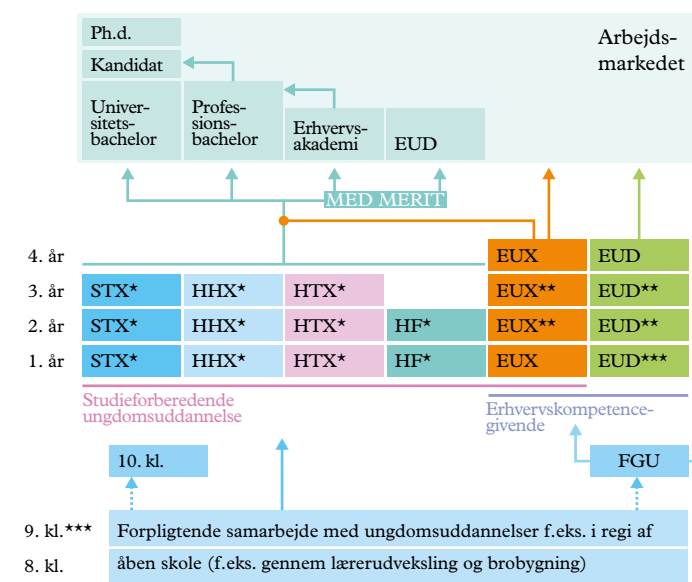 Ph.d.
Kandidat
Univer-
sitets-
bachelor
Profes-
sions-
bachelor
Erhvervs-
akademi
EUD
Arbejds-
markedet
MED MERIT
4. år EUX EUD
3. år STX★ HHX★ HTX★ EUX★★ EUD★★
2. år STX★ HHX★ HTX★ HF★ EUX★★ EUD★★
1. år STX★ HHX★ HTX★ HF★ EUX EUD★★★
Studieforberedende
ungdomsuddannelse
Erhvervskompetence-
givende
10. kl. FGU
9. kl.★★★ Forpligtende samarbejde med ungdomsuddannelser f.eks. i regi af
8. kl. åben skole (f.eks. gennem lærerudveksling og brobygning)